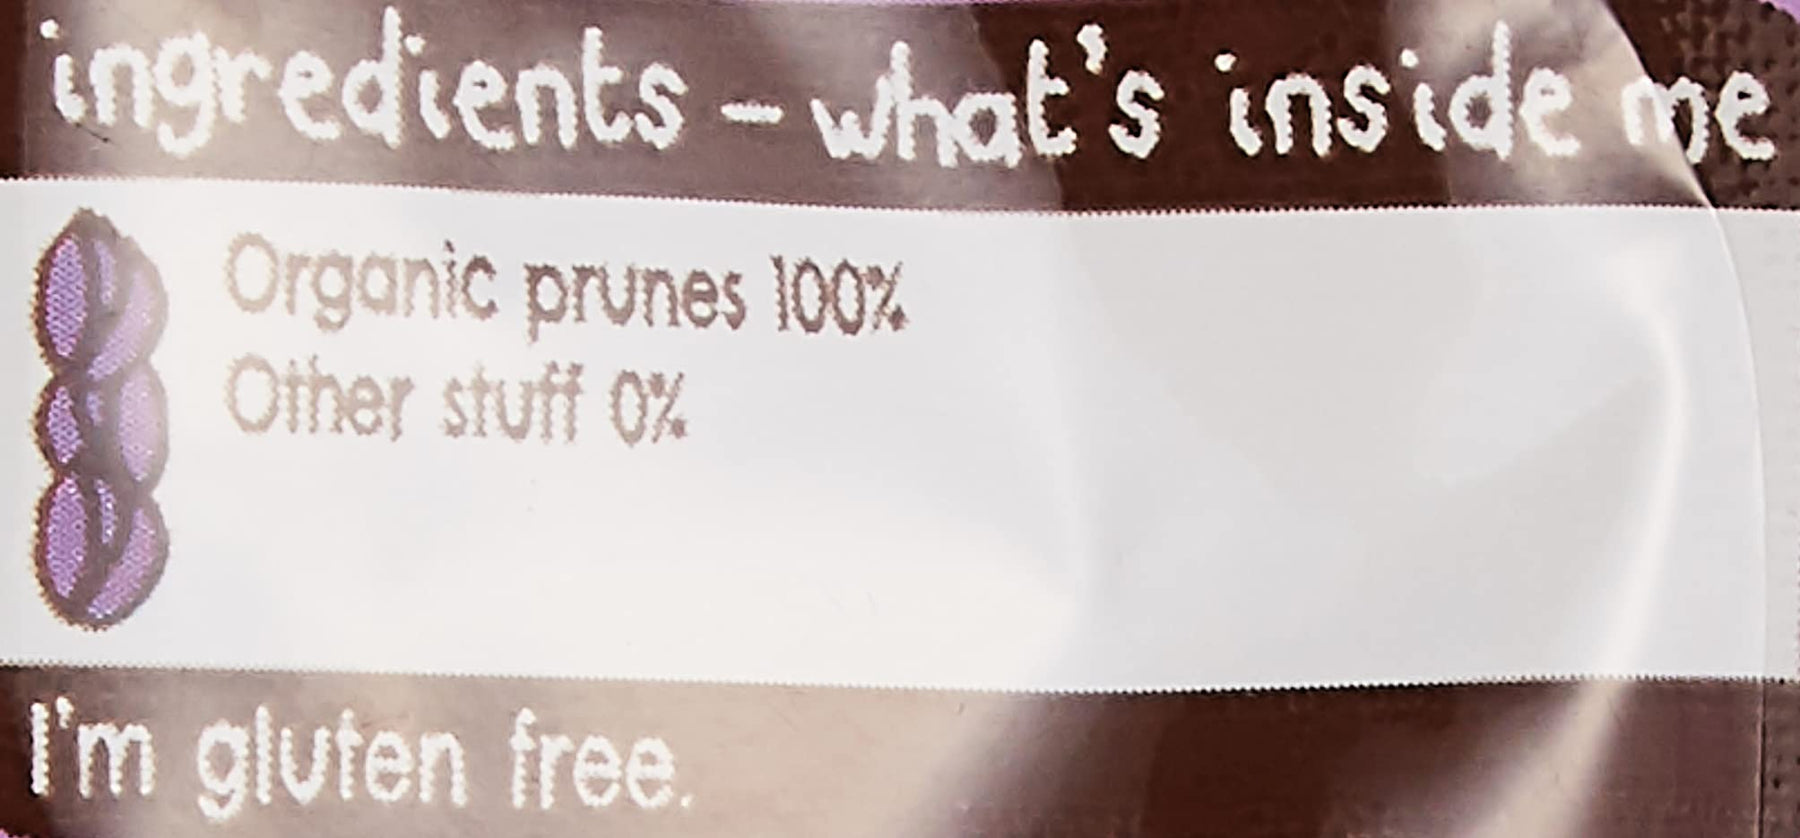 ingredients – what's inside me
Organic prunes 100%
Other stuff 0%
I'm gluten free.